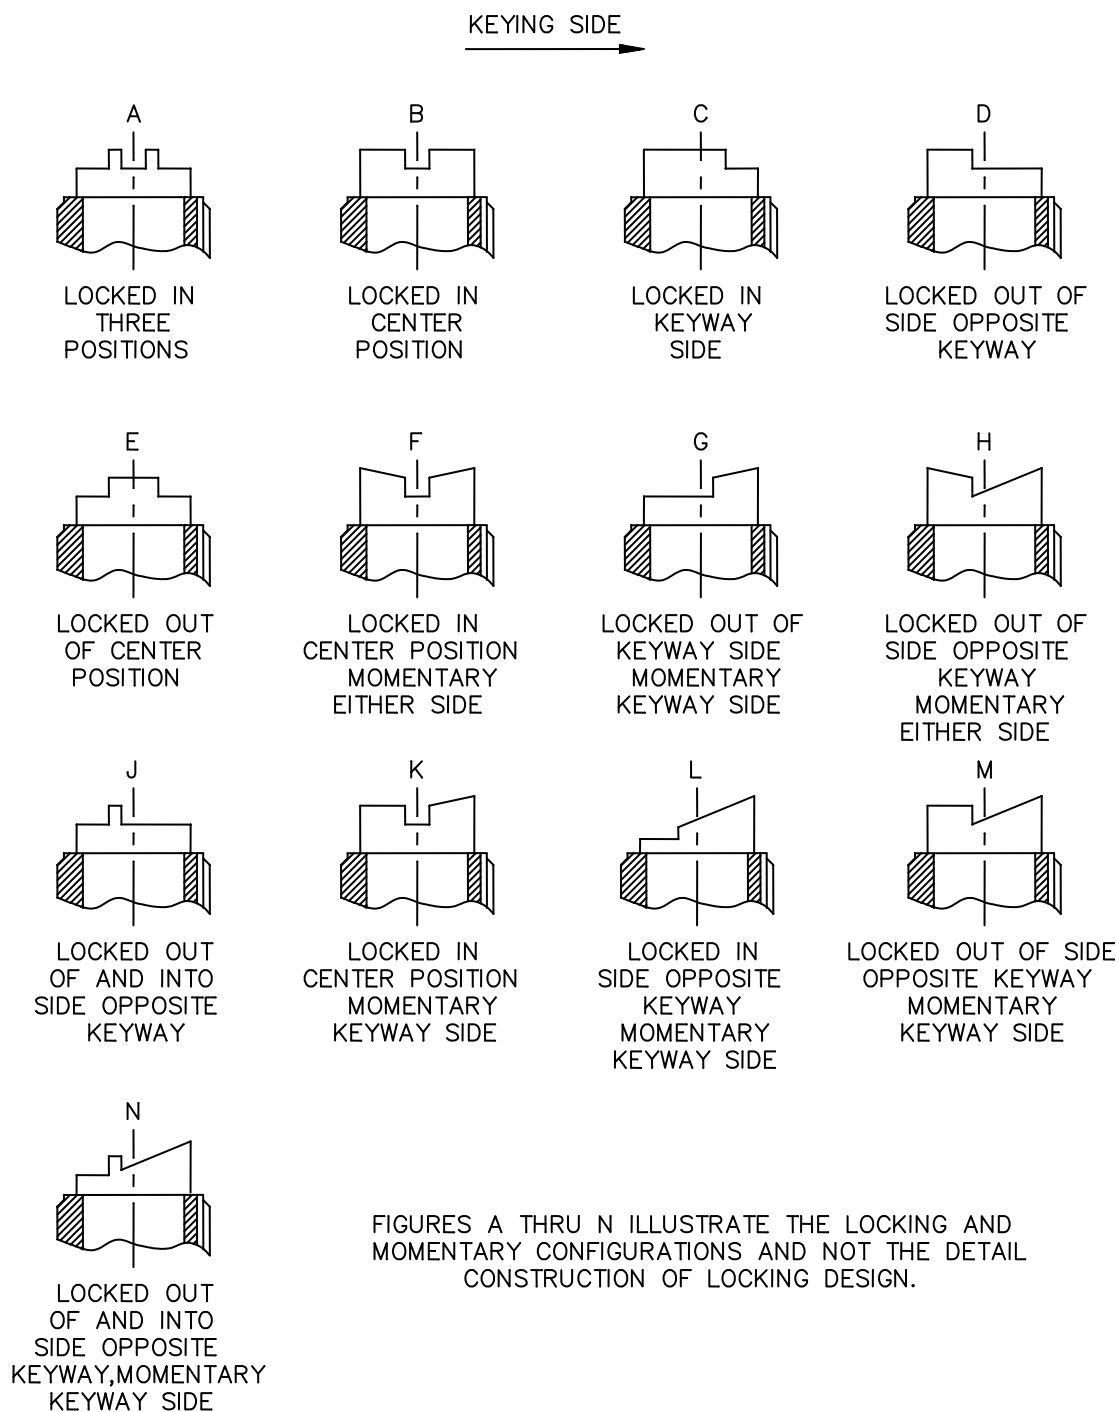 KEYING SIDE
A
LOCKED IN
THREE
POSITIONS
B
LOCKED IN
CENTER
POSITION
C
LOCKED IN
KEYWAY
SIDE
D
LOCKED OUT OF
SIDE OPPOSITE
KEYWAY
E
LOCKED OUT
OF CENTER
POSITION
F
LOCKED IN
CENTER POSITION
MOMENTARY
EITHER SIDE
G
LOCKED OUT OF
KEYWAY SIDE
MOMENTARY
KEYWAY SIDE
H
LOCKED OUT OF
SIDE OPPOSITE
KEYWAY
MOMENTARY
EITHER SIDE
J
LOCKED OUT
OF AND INTO
SIDE OPPOSITE
KEYWAY
K
LOCKED IN
CENTER POSITION
MOMENTARY
KEYWAY SIDE
L
LOCKED IN
SIDE OPPOSITE
KEYWAY
MOMENTARY
KEYWAY SIDE
M
LOCKED OUT OF SIDE
OPPOSITE KEYWAY
MOMENTARY
KEYWAY SIDE
N
LOCKED OUT
OF AND INTO
SIDE OPPOSITE
KEYWAY,MOMENTARY
KEYWAY SIDE
FIGURES A THRU N ILLUSTRATE THE LOCKING AND
MOMENTARY CONFIGURATIONS AND NOT THE DETAIL
CONSTRUCTION OF LOCKING DESIGN.